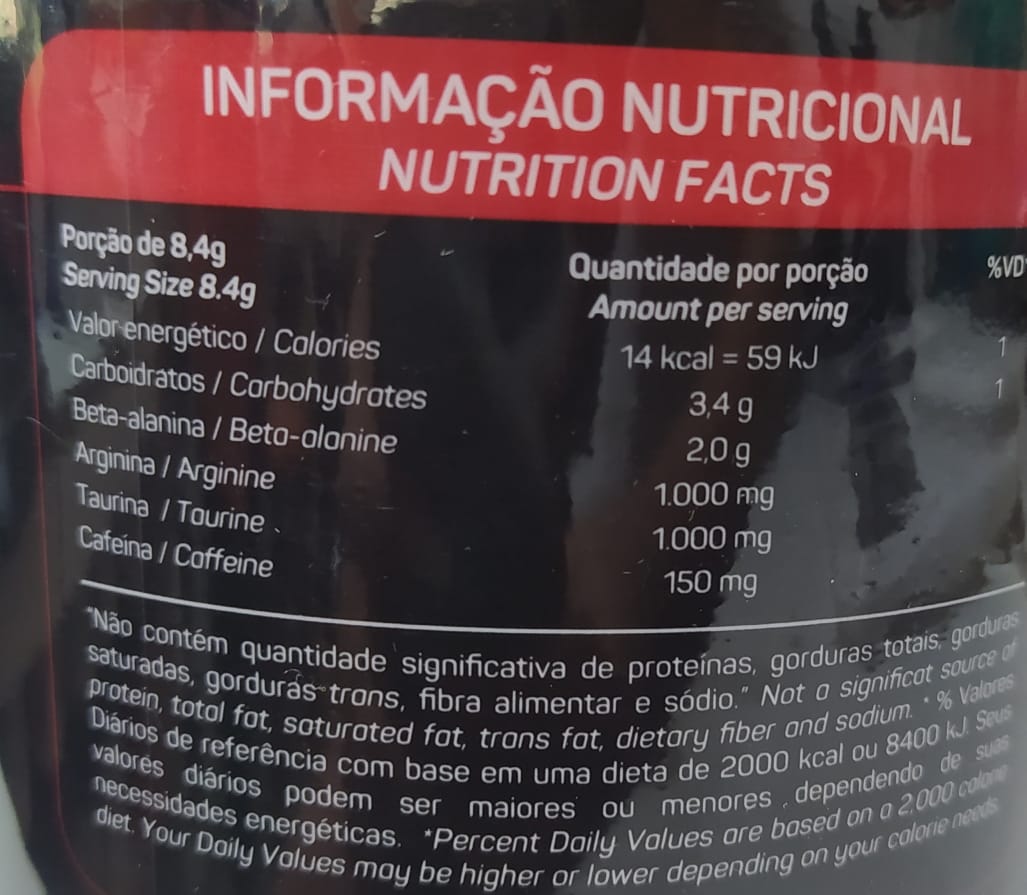 INFORMAÇÃO NUTRICIONAL
NUTRITION FACTS
Porção de 8,4g
Serving Size 8.4g
Quantidade por porção
Amount per serving
%VD
Valor energético / Calories 14 kcal = 59 kJ 1
Carboidratos / Carbohydrates 3,4 g 1
Beta-alanina / Beta-alanine 2,0 g
Arginina / Arginine 1.000 mg
Taurina / Taurine 1.000 mg
Cafeína / Caffeine 150 mg
"Não contém quantidade significativa de proteínas, gorduras totais, gorduras
saturadas, gorduras trans, fibra alimentar e sódio." Not a significat source of
protein, total fat, saturated fat, trans fat, dietary fiber and sodium. * % Valores
Diários de referência com base em uma dieta de 2000 kcal ou 8400 kJ. Seus
valores diários podem ser maiores ou menores dependendo de suas
necessidades energéticas. *Percent Daily Values are based on a 2,000 calorie
diet. Your Daily Values may be higher or lower depending on your calorie needs.